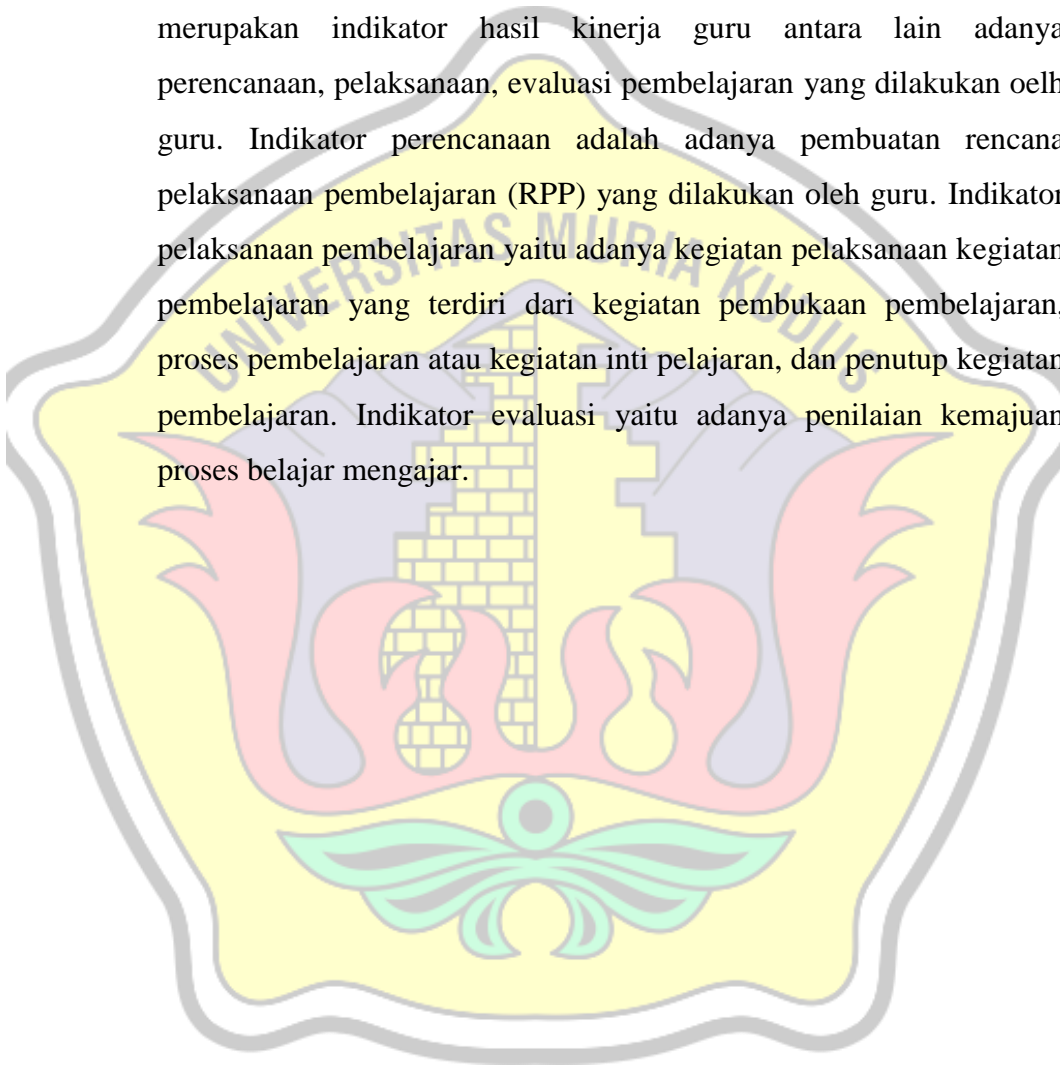 merupakan indikator hasil kinerja guru antara lain adanya
perencanaan, pelaksanaan, evaluasi pembelajaran yang dilakukan oelh
guru. Indikator perencanaan adalah adanya pembuatan rencana
pelaksanaan pembelajaran (RPP) yang dilakukan oleh guru. Indikator
pelaksanaan pembelajaran yaitu adanya kegiatan pelaksanaan kegiatan
pembelajaran yang terdiri dari kegiatan pembukaan pembelajaran,
proses pembelajaran atau kegiatan inti pelajaran, dan penutup kegiatan
pembelajaran. Indikator evaluasi yaitu adanya penilaian kemajuan
proses belajar mengajar.
UNIVERSITAS MURIA KUDUS